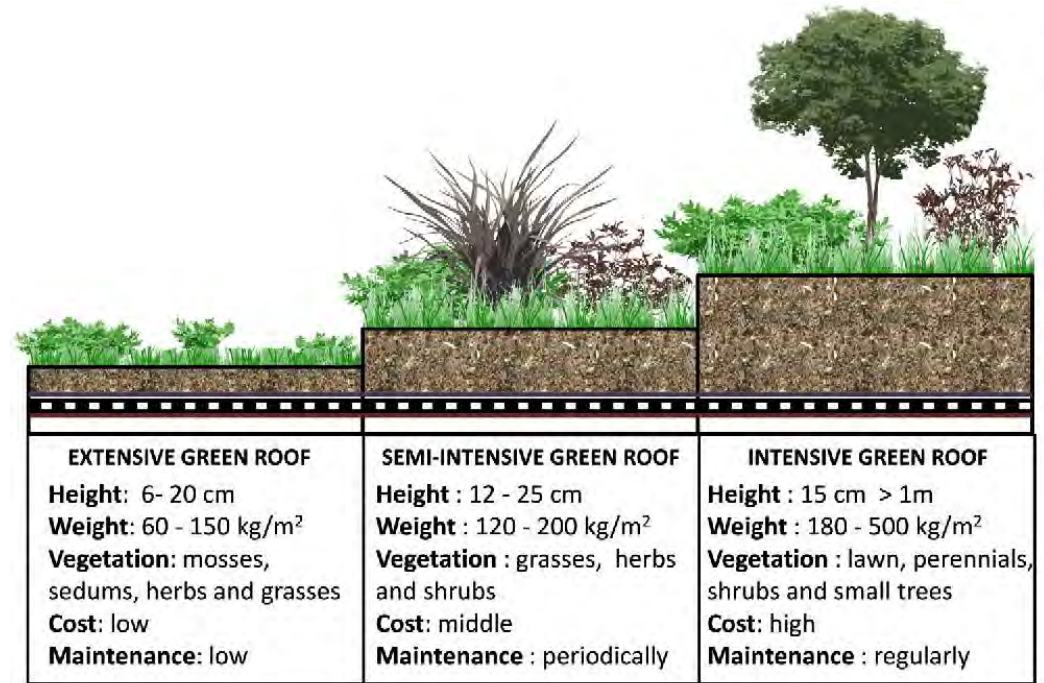 EXTENSIVE GREEN ROOF
Height: 6- 20 cm
Weight: 60 - 150 kg/m²
Vegetation: mosses,
sedums, herbs and grasses
Cost: low
Maintenance: low
SEMI-INTENSIVE GREEN ROOF
Height : 12 - 25 cm
Weight : 120 - 200 kg/m²
Vegetation : grasses, herbs
and shrubs
Cost: middle
Maintenance : periodically
INTENSIVE GREEN ROOF
Height : 15 cm > 1m
Weight : 180 - 500 kg/m²
Vegetation : lawn, perennials,
shrubs and small trees
Cost: high
Maintenance : regularly